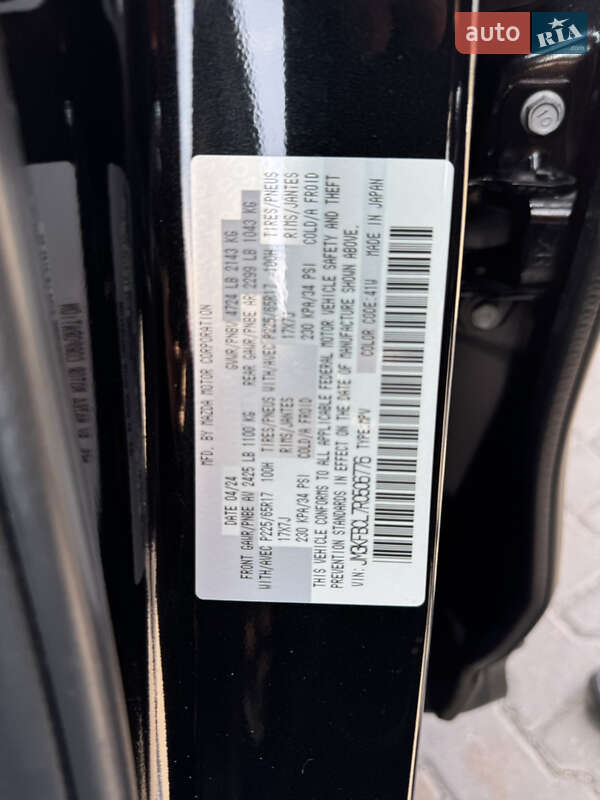 auto RIA.com
MFD. BY MAZDA MOTOR CORPORATION
DATE 04/24 GVWR/PNBV 4724 LB 2143 KG
FRONT GAWR/PNBE AV 2425 LB 1100 KG REAR GAWR/PNBE AR 2299 LB 1043 KG
WITH/AVEC P225/65R17 100H TIRES/PNEUS WITH/AVEC P225/65R17 100H TIRES/PNEUS
17X7J RIMS/JANTES 17X7J RIMS/JANTES
230 KPA/34 PSI COLD/A FROID 230 KPA/34 PSI COLD/A FROID
THIS VEHICLE CONFORMS TO ALL APPLICABLE FEDERAL MOTOR VEHICLE SAFETY AND THEFT
PREVENTION STANDARDS IN EFFECT ON THE DATE OF MANUFACTURE SHOWN ABOVE.
VIN: JM3KFBCL7R0506776 TYPE:MPV COLOR CODE:41W MADE IN JAPAN
10